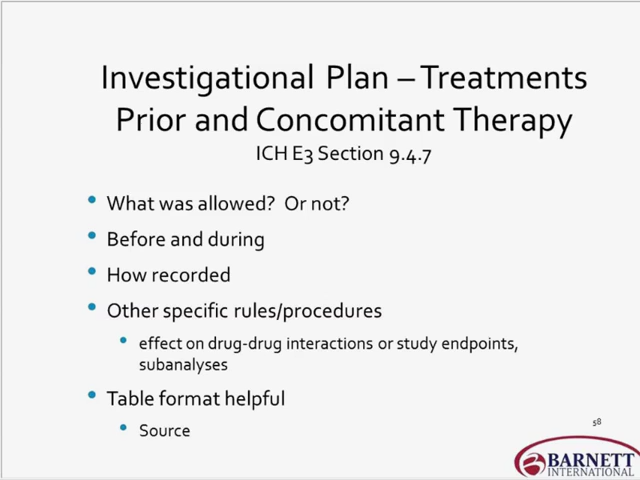 Investigational Plan – Treatments
Prior and Concomitant Therapy
ICH E3 Section 9.4.7
• What was allowed? Or not?
• Before and during
• How recorded
• Other specific rules/procedures
• effect on drug-drug interactions or study endpoints,
subanalyses
• Table format helpful
• Source
58
BARNETT
INTERNATIONAL